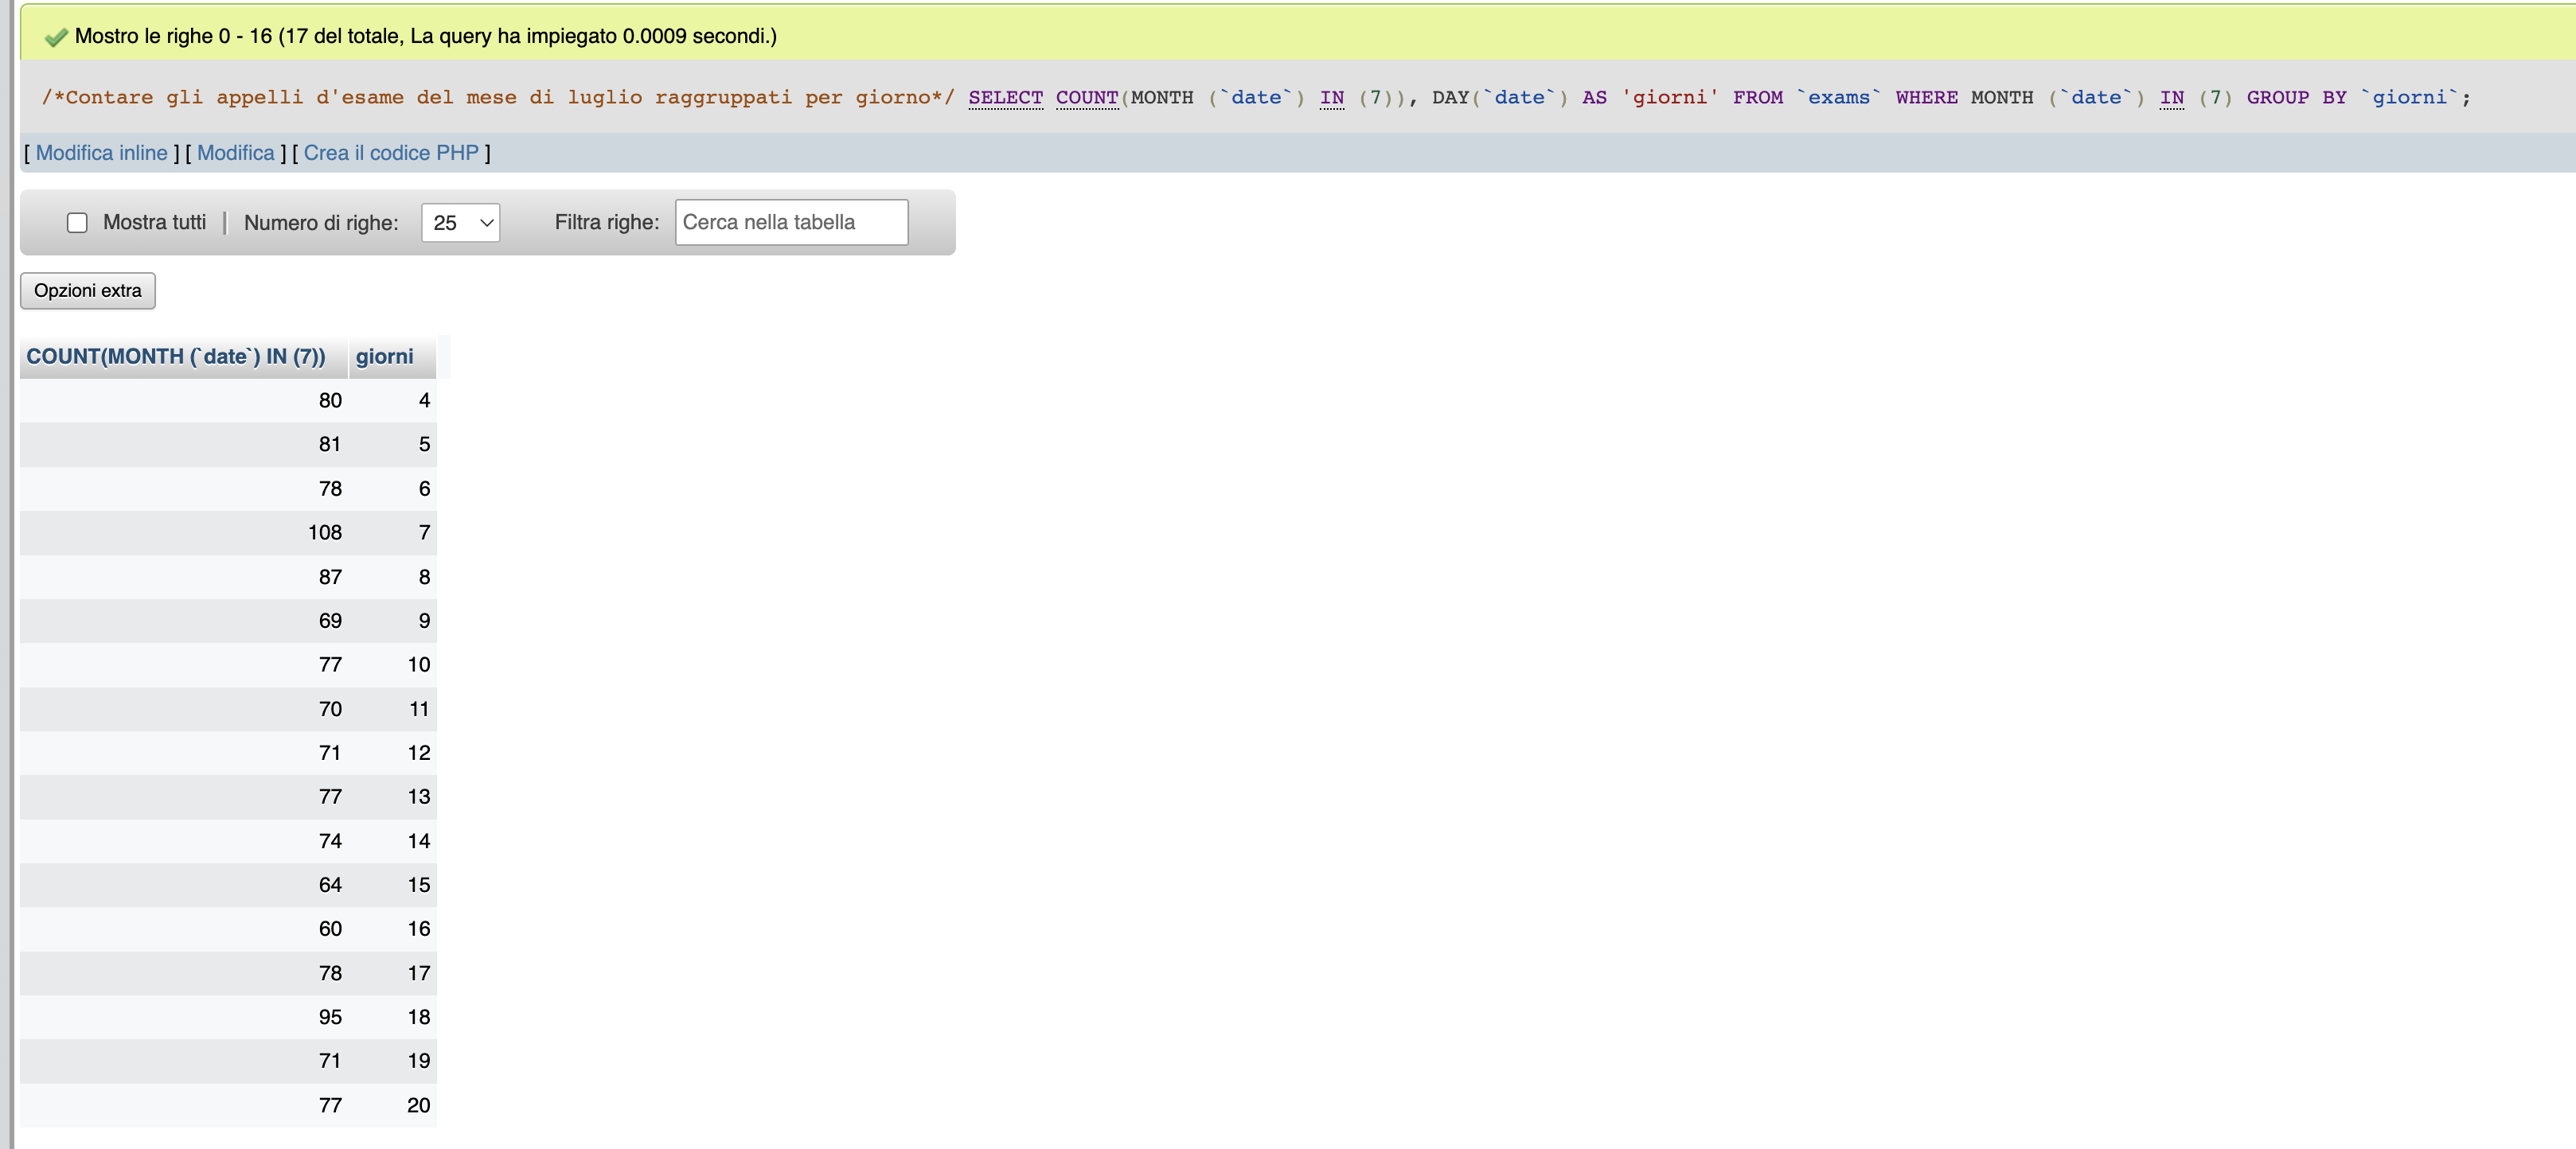 Mostro le righe 0 - 16 (17 del totale, La query ha impiegato 0.0009 secondi.)
/*Contare gli appelli d'esame del mese di luglio raggruppati per giorno*/ SELECT COUNT(MONTH (`date`) IN (7)), DAY(`date`) AS 'giorni' FROM `exams` WHERE MONTH (`date`) IN (7) GROUP BY `giorni`;
[ Modifica inline ] [ Modifica ] [ Crea il codice PHP ]
Mostra tutti | Numero di righe: 25 Filtra righe: Cerca nella tabella
Opzioni extra
COUNT(MONTH (`date`) IN (7)) giorni
80 4
81 5
78 6
108 7
87 8
69 9
77 10
70 11
71 12
77 13
74 14
64 15
60 16
78 17
95 18
71 19
77 20